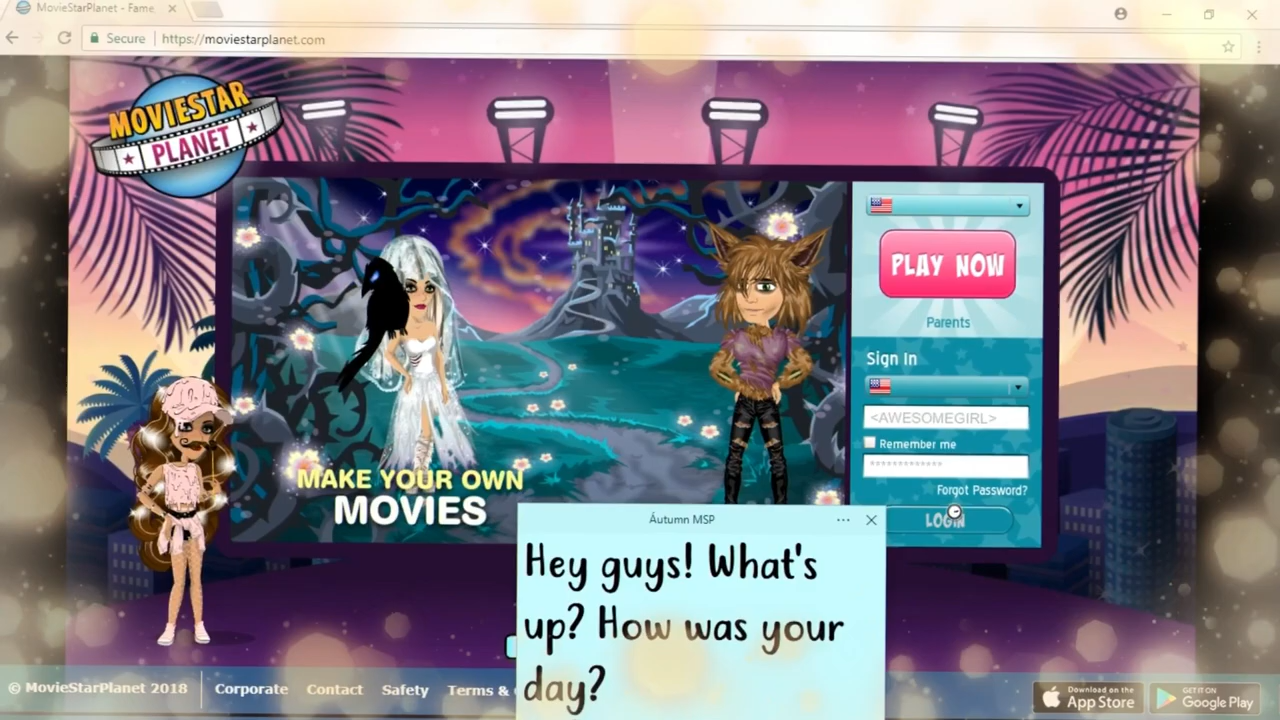 MovieStarPlanet - Fame,
Secure
https://moviestarplanet.com
MOVIESTAR
PLANET
PLAY NOW
Parents
Sign In
<AWESOMEGIRL>
Remember me
*************
Forgot Password?
LOGIN
MAKE YOUR OWN
MOVIES
Áutumn MSP
Hey guys! What's
up? How was your
day?
© MovieStarPlanet 2018
Corporate
Contact
Safety
Terms &
Download on the
App Store
GET IT ON
Google Play